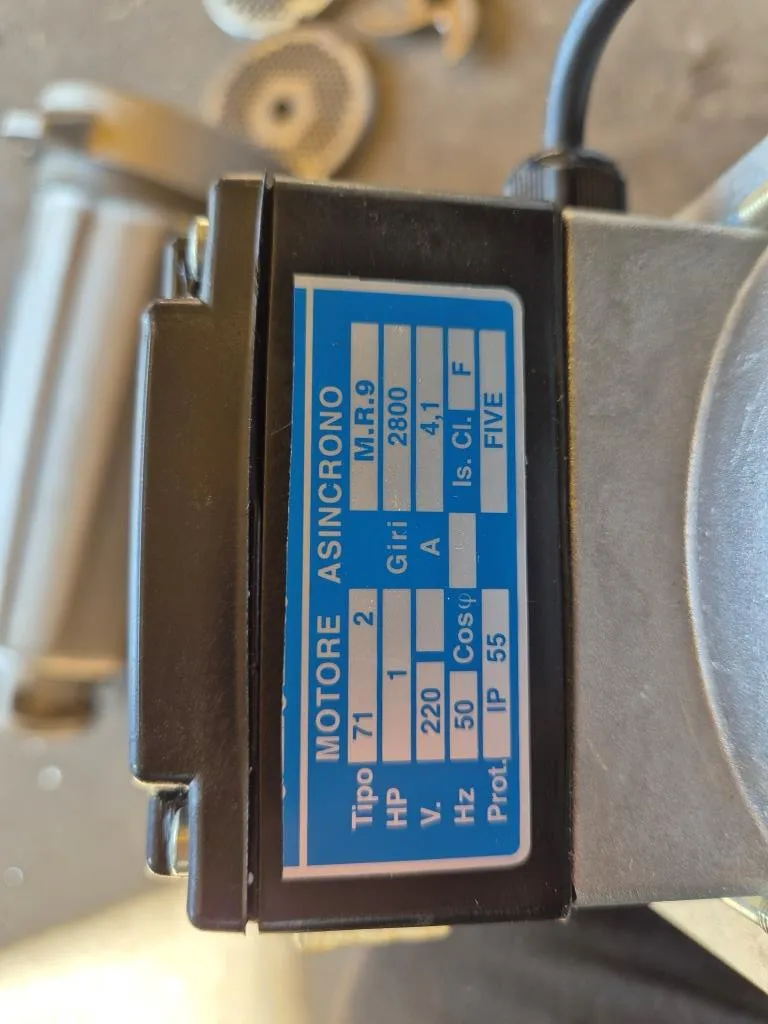 MOTORE ASINCRONO
Tipo 71 2 M.R.9
HP 1 Giri 2800
V. 220 A 4,1
Hz 50 Cosφ Is. Cl. F
Prot. IP 55 FIVE